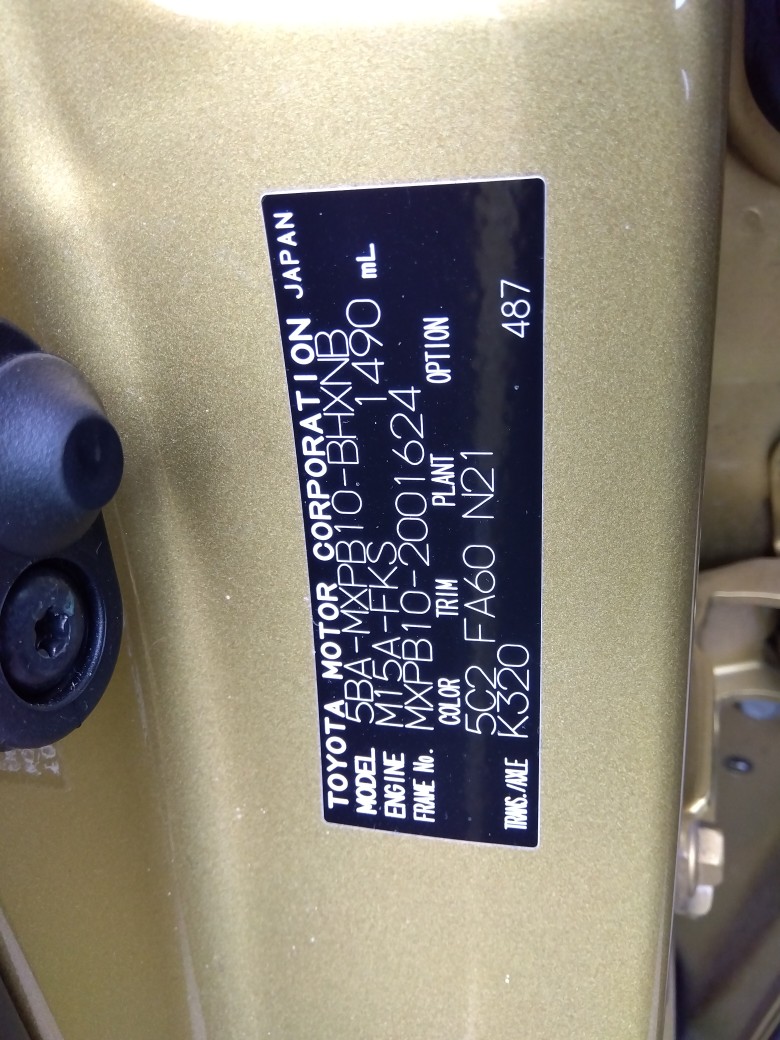 TOYOTA MOTOR CORPORATION JAPAN
MODEL 5BA-MXPB10-BHXNB
ENGINE M15A-FKS 1490 mL
FRAME No. MXPB10-2001624
COLOR TRIM PLANT OPTION
5C2 FA60 N21
TRANS./AXLE K320 487